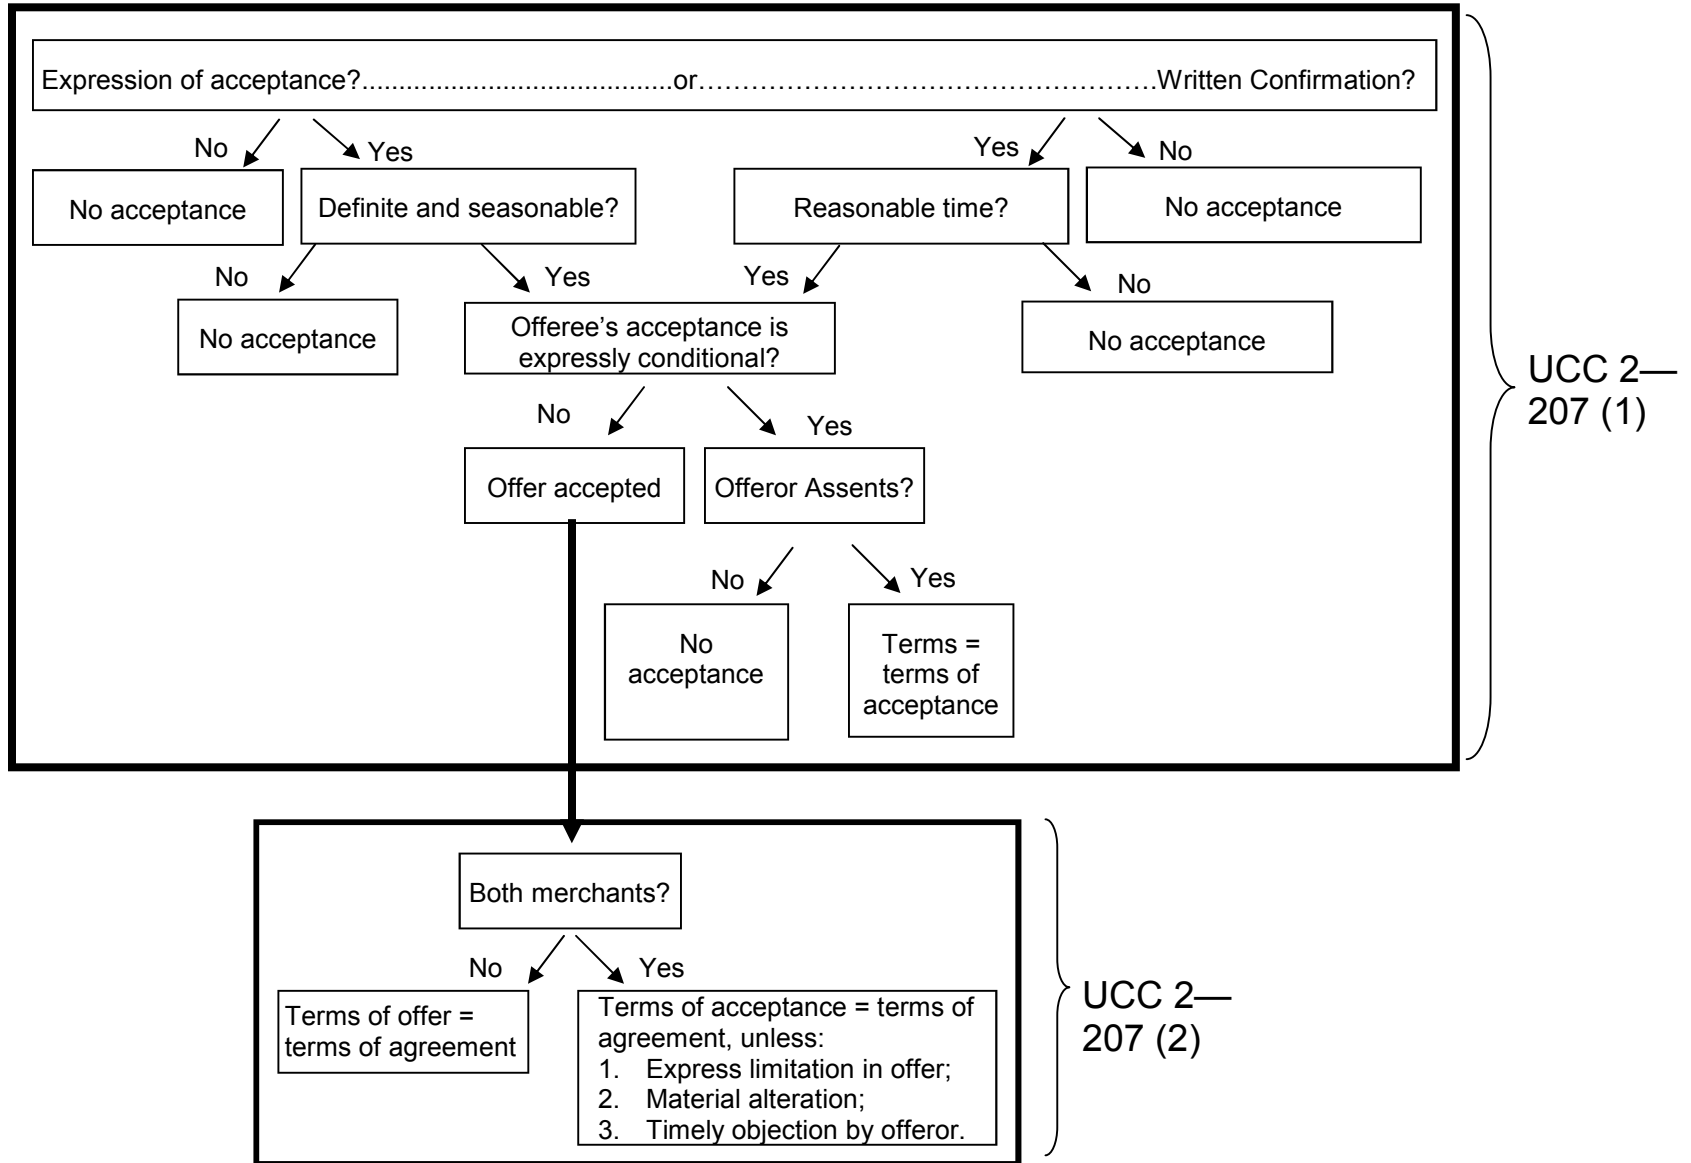 Expression of acceptance?..........................................or…………………………………………….Written Confirmation?
No
Yes
Yes
No
No acceptance
Definite and seasonable?
Reasonable time?
No acceptance
No
Yes
Yes
No
No acceptance
Offeree’s acceptance is
expressly conditional?
No acceptance
No
Yes
Offer accepted
Offeror Assents?
No
Yes
No
acceptance
Terms =
terms of
acceptance
UCC 2—
207 (1)
Both merchants?
No
Yes
Terms of offer =
terms of agreement
Terms of acceptance = terms of
agreement, unless:
1. Express limitation in offer;
2. Material alteration;
3. Timely objection by offeror.
UCC 2—
207 (2)